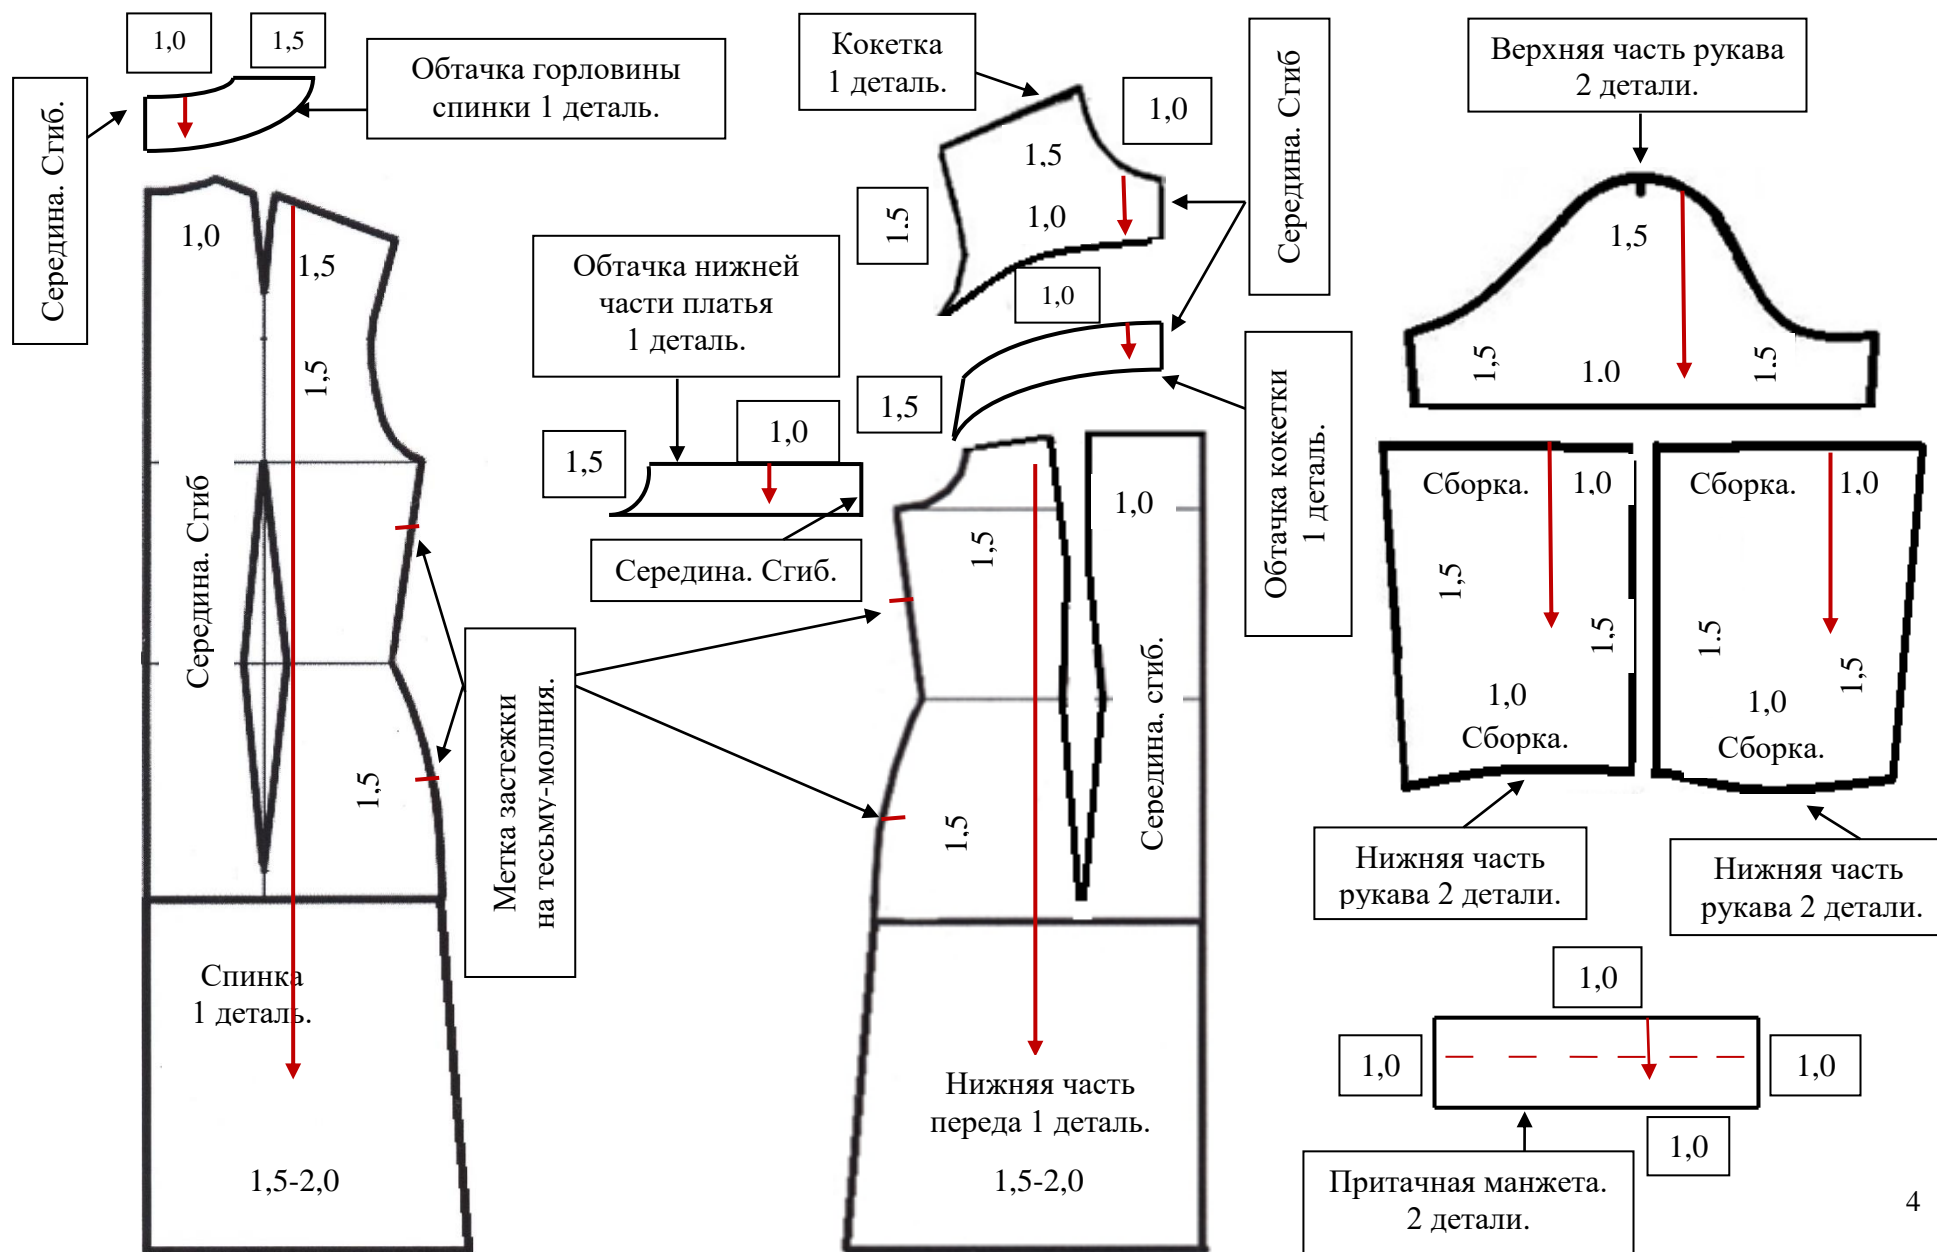 1,0
1,5
Обтачка горловины
спинки 1 деталь.
Середина. Сгиб.
Кокетка
1 деталь.
1,0
Середина. Сгиб
Верхняя часть рукава
2 детали.
1,5
1.5
1,0
1,0
1,5
1,5
Середина. Сгиб
1,5
Спинка
1 деталь.
1,5-2,0
Обтачка нижней
части платья
1 деталь.
1,5
1,0
Середина. Сгиб.
Метка застежки
на тесьму-молния.
1,0
1,5
Обтачка кокетки
1 деталь.
1,0
1,5
Середина, сгиб.
1,5
Нижняя часть
переда 1 деталь.
1,5-2,0
1,5
1,5
1.0
1.5
Сборка.
1,0
1,5
1,5
1,0
Сборка.
Сборка.
1,0
1.5
1,5
1,0
Сборка.
Нижняя часть
рукава 2 детали.
Нижняя часть
рукава 2 детали.
1,0
1,0
1,0
1,0
Притачная манжета.
2 детали.
4